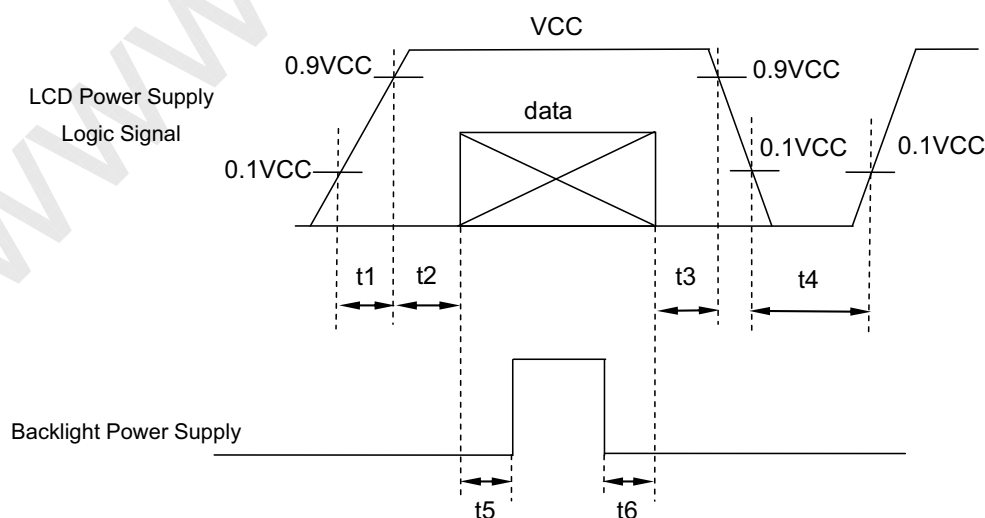 VCC
0.9VCC
0.9VCC
LCD Power Supply
Logic Signal
data
0.1VCC
0.1VCC
0.1VCC
t1
t2
t3
t4
Backlight Power Supply
t5
t6